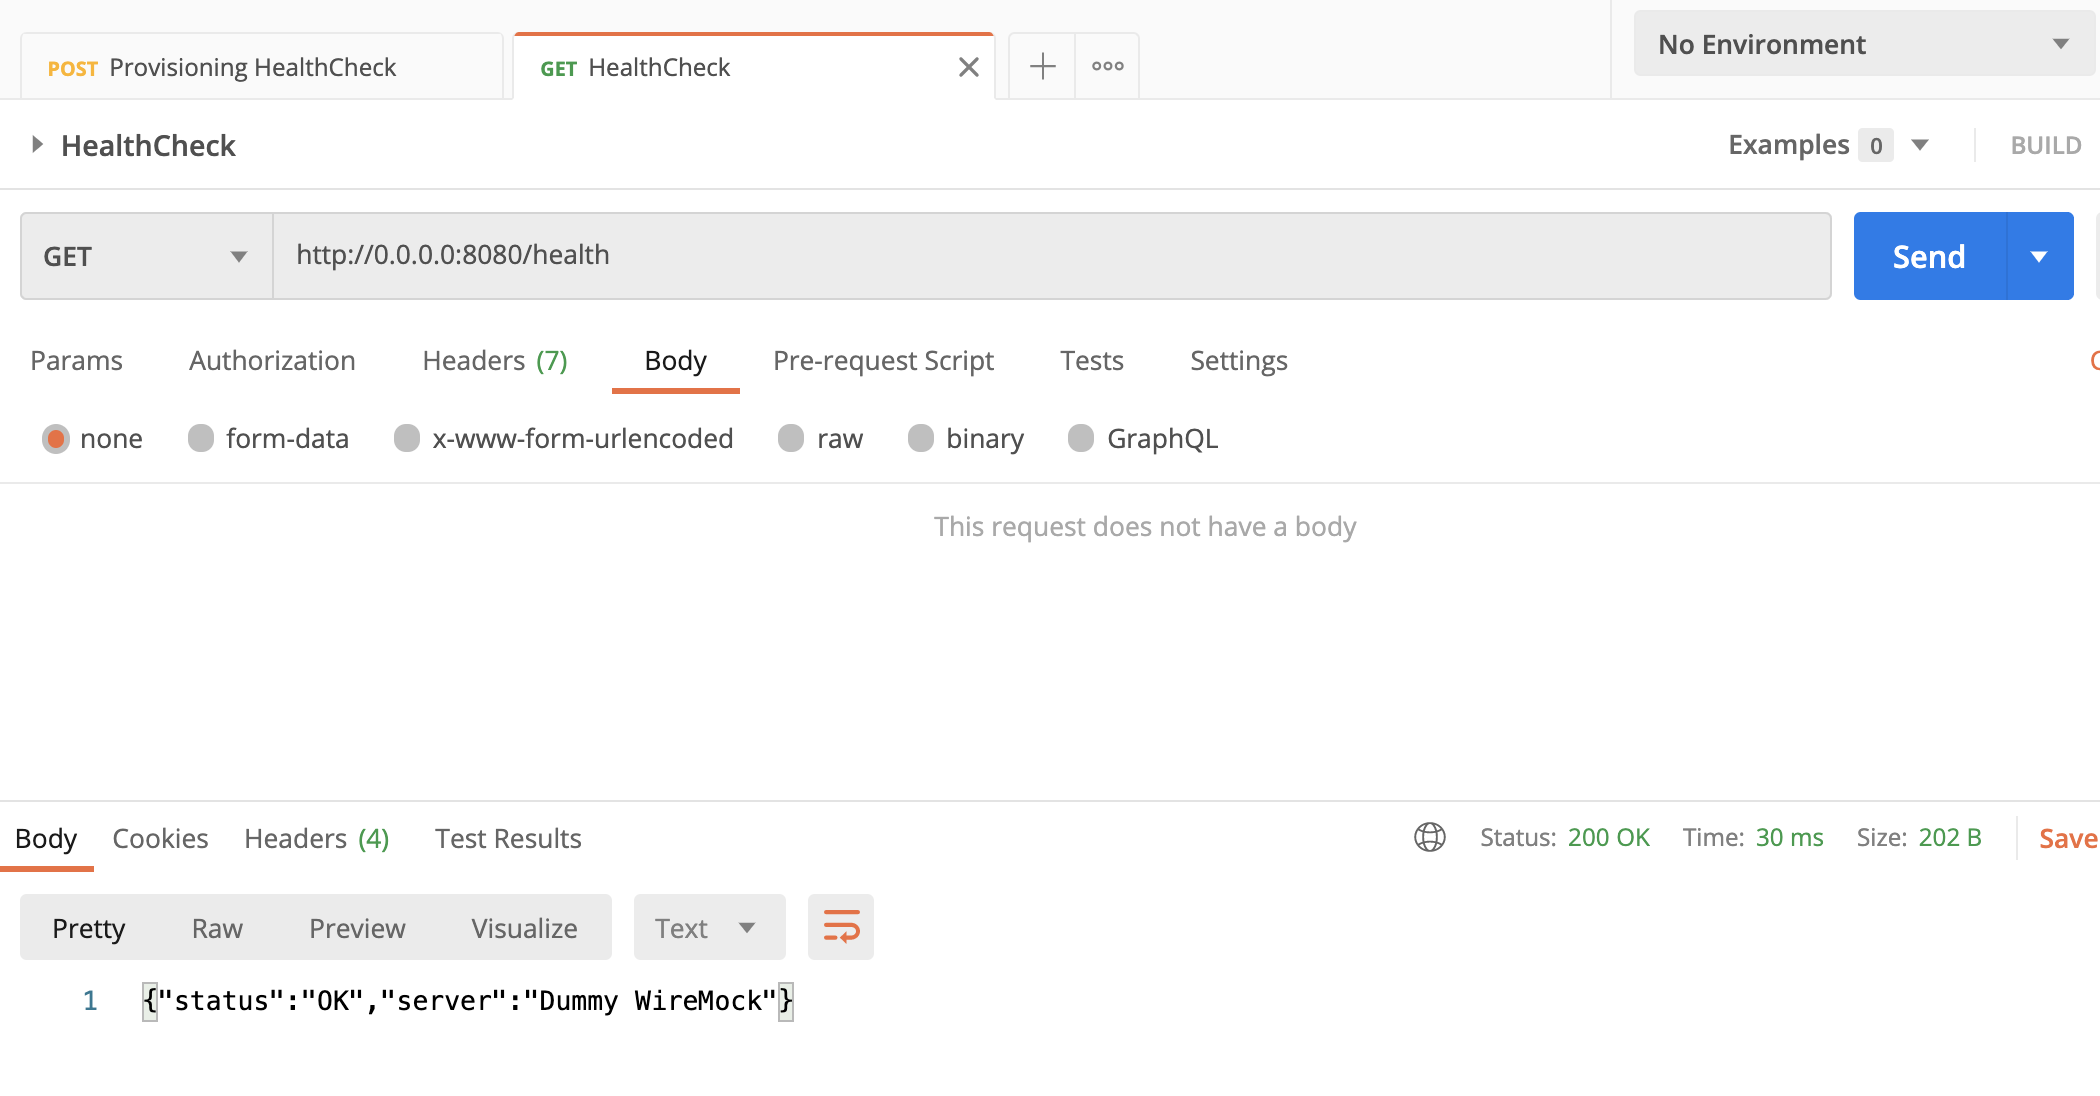 POST Provisioning HealthCheck GET HealthCheck No Environment
HealthCheck Examples 0 BUILD
GET http://0.0.0.0:8080/health Send
Params Authorization Headers (7) Body Pre-request Script Tests Settings
none form-data x-www-form-urlencoded raw binary GraphQL
This request does not have a body
Body Cookies Headers (4) Test Results Status: 200 OK Time: 30 ms Size: 202 B Save
Pretty Raw Preview Visualize Text
1 {"status":"OK","server":"Dummy WireMock"}